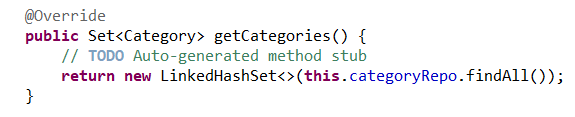 @Override
public Set<Category> getCategories() {
// TODO Auto-generated method stub
return new LinkedHashSet<>(this.categoryRepo.findAll());
}